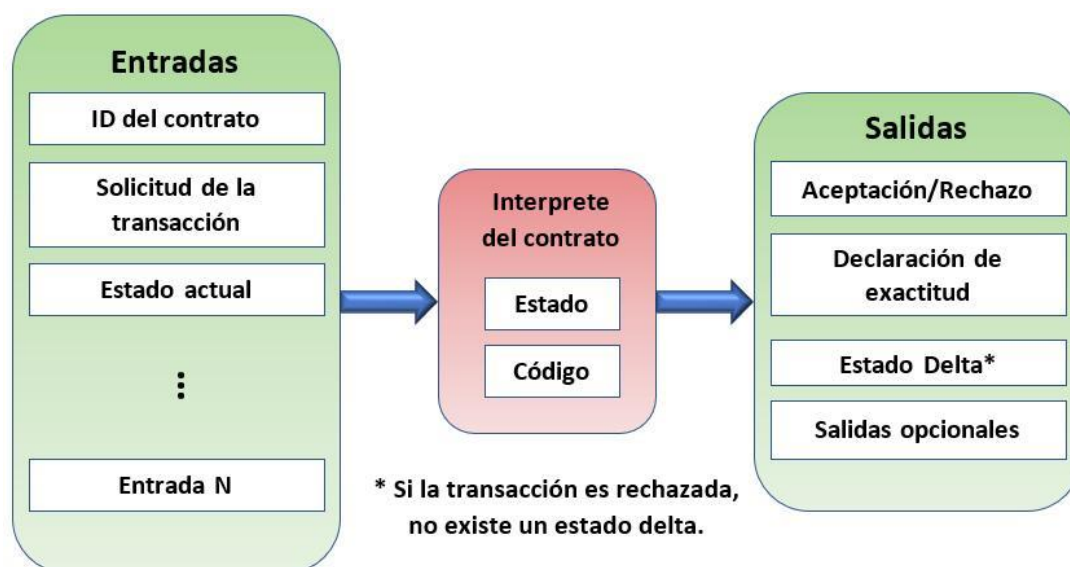 Entradas
ID del contrato
Solicitud de la
transacción
Estado actual
⋮
Entrada N
Interprete
del contrato
Estado
Código
* Si la transacción es rechazada,
no existe un estado delta.
Salidas
Aceptación/Rechazo
Declaración de
exactitud
Estado Delta*
Salidas opcionales